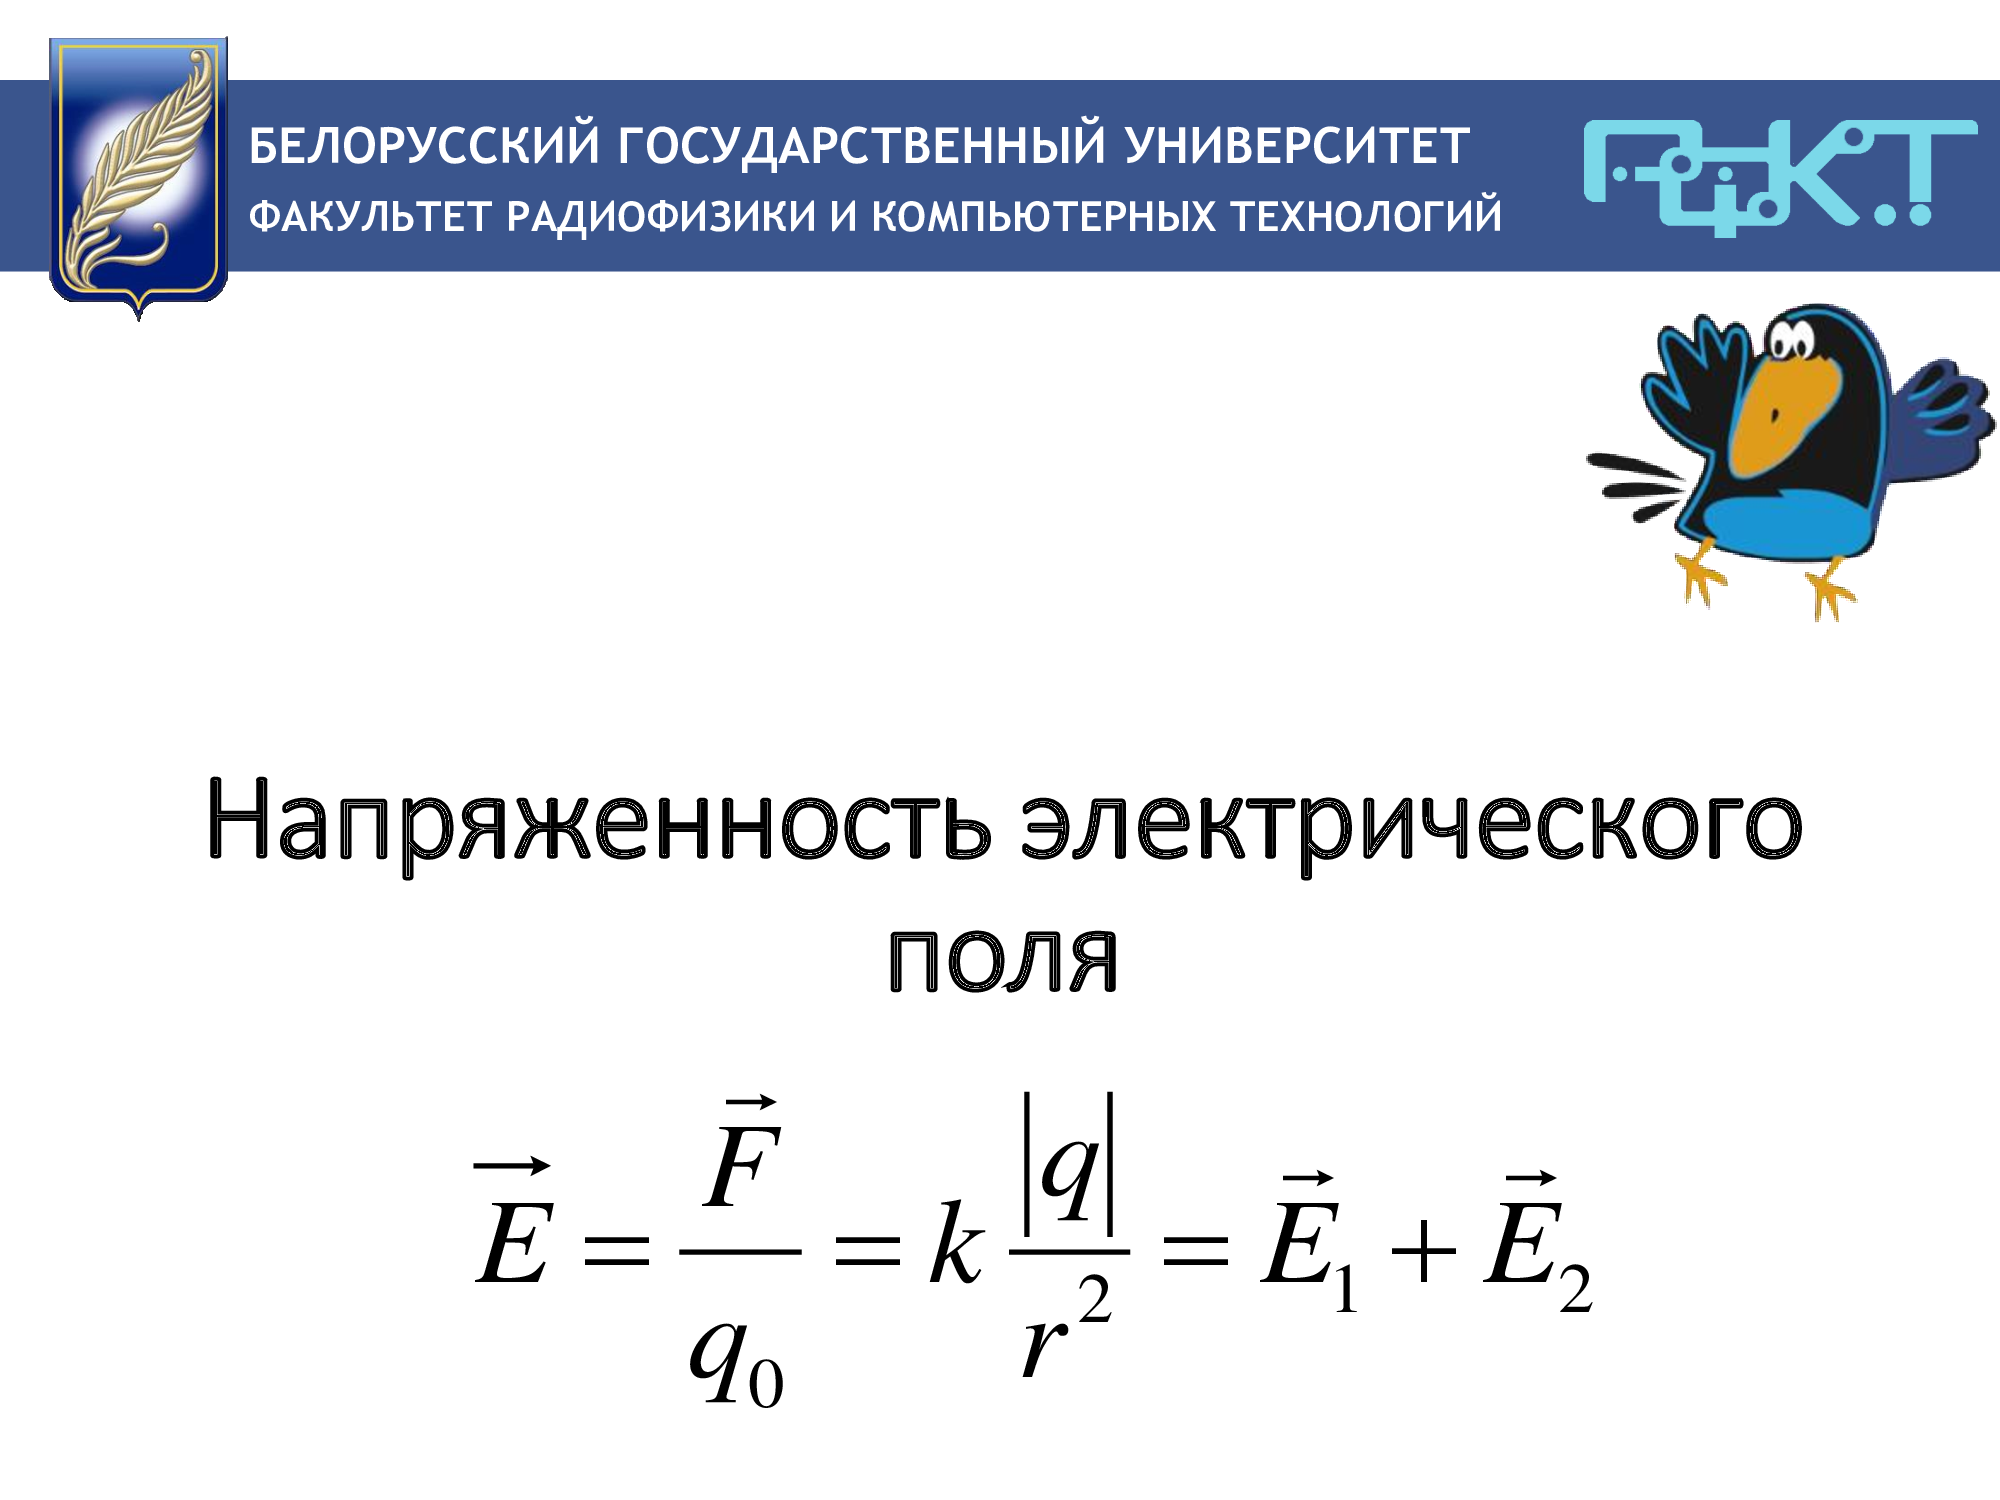 БЕЛОРУССКИЙ ГОСУДАРСТВЕННЫЙ УНИВЕРСИТЕТ
ФАКУЛЬТЕТ РАДИОФИЗИКИ И КОМПЬЮТЕРНЫХ ТЕХНОЛОГИЙ
РФиКТ
Напряженность электрического
поля
$\vec{E} = \frac{\vec{F}}{q_0} = k \frac{|q|}{r^2} = \vec{E}_1 + \vec{E}_2$